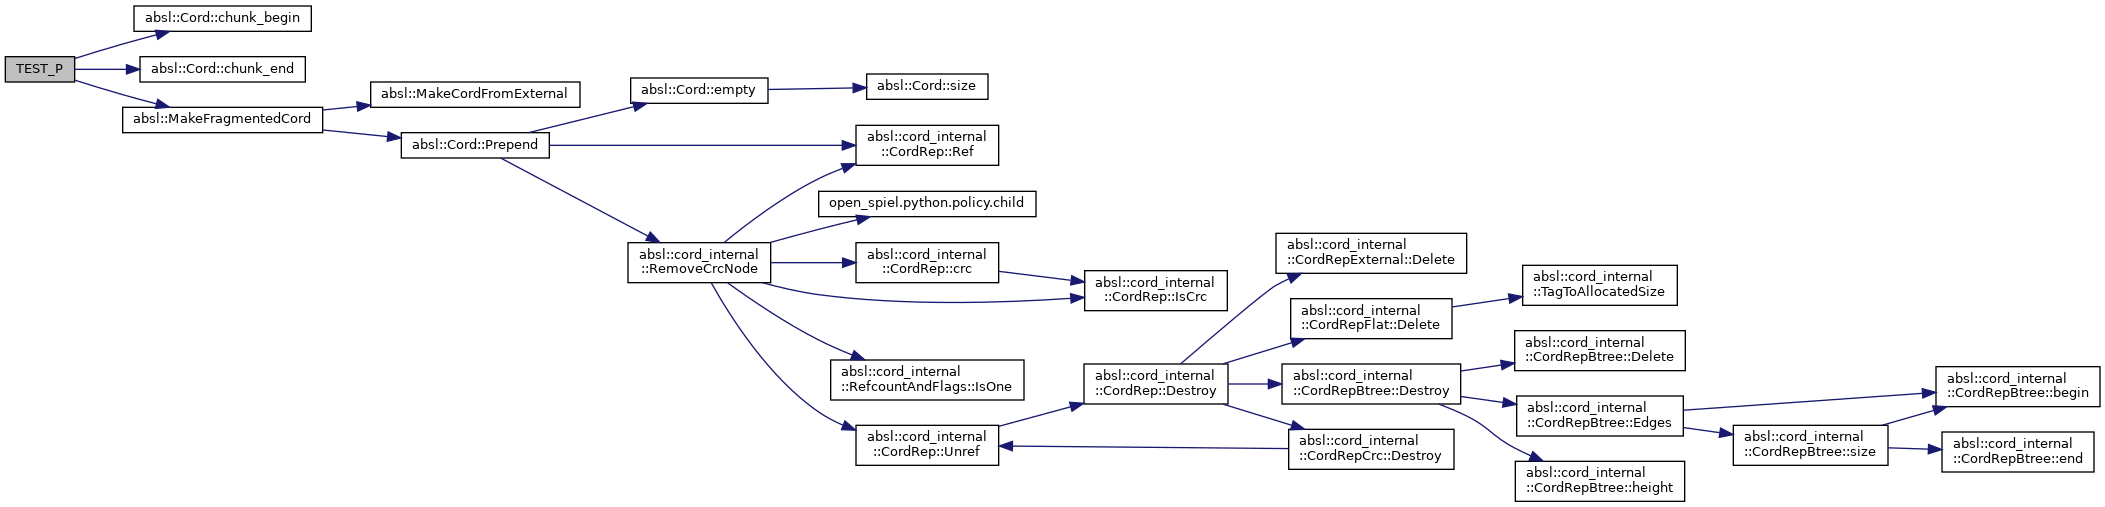 absl::Cord::chunk_begin
TEST_P
absl::Cord::chunk_end
absl::MakeFragmentedCord
absl::MakeCordFromExternal
absl::Cord::Prepend
absl::Cord::empty
absl::Cord::size
absl::cord_internal
::CordRep::Ref
open_spiel.python.policy.child
absl::cord_internal
::RemoveCrcNode
absl::cord_internal
::CordRep::crc
absl::cord_internal
::CordRep::IsCrc
absl::cord_internal
::RefcountAndFlags::IsOne
absl::cord_internal
::CordRep::Unref
absl::cord_internal
::CordRep::Destroy
absl::cord_internal
::CordRepExternal::Delete
absl::cord_internal
::CordRepFlat::Delete
absl::cord_internal
::TagToAllocatedSize
absl::cord_internal
::CordRepBtree::Destroy
absl::cord_internal
::CordRepCrc::Destroy
absl::cord_internal
::CordRepBtree::Delete
absl::cord_internal
::CordRepBtree::Edges
absl::cord_internal
::CordRepBtree::height
absl::cord_internal
::CordRepBtree::size
absl::cord_internal
::CordRepBtree::begin
absl::cord_internal
::CordRepBtree::end